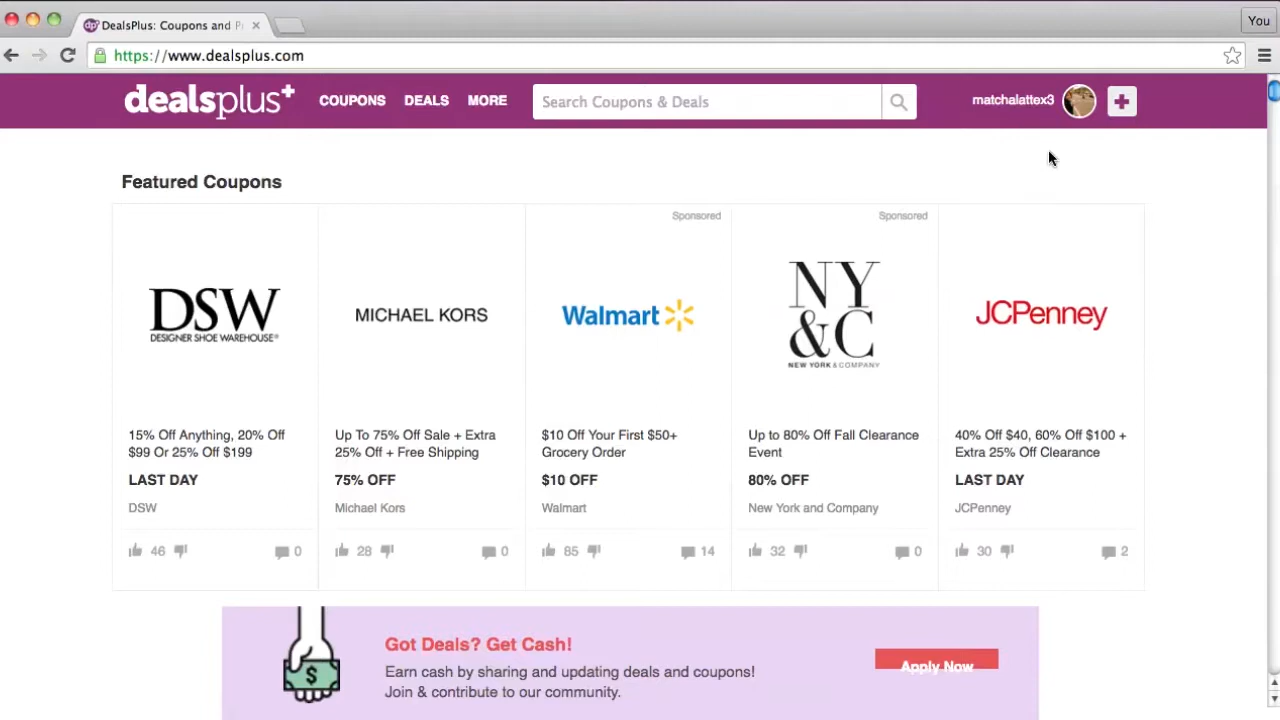 DealsPlus: Coupons and P
You
https://www.dealsplus.com
dealsplus+
COUPONS
DEALS
MORE
Search Coupons & Deals
matchalattex3
Featured Coupons
DSW
DESIGNER SHOE WAREHOUSE®
15% Off Anything, 20% Off
$99 Or 25% Off $199
LAST DAY
DSW
46
0
MICHAEL KORS
Up To 75% Off Sale + Extra
25% Off + Free Shipping
75% OFF
Michael Kors
28
0
Sponsored
Walmart
$10 Off Your First $50+
Grocery Order
$10 OFF
Walmart
85
14
Sponsored
NY
&C
NEW YORK & COMPANY
Up to 80% Off Fall Clearance
Event
80% OFF
New York and Company
32
0
JCPenney
40% Off $40, 60% Off $100 +
Extra 25% Off Clearance
LAST DAY
JCPenney
30
2
$
Got Deals? Get Cash!
Earn cash by sharing and updating deals and coupons!
Join & contribute to our community.
Apply Now